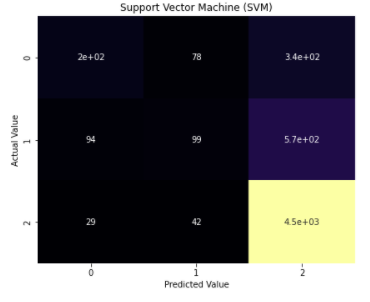 Support Vector Machine (SVM)
0 2e+02 78 3.4e+02
1 94 99 5.7e+02
2 29 42 4.5e+03
0 1 2
Actual Value
Predicted Value